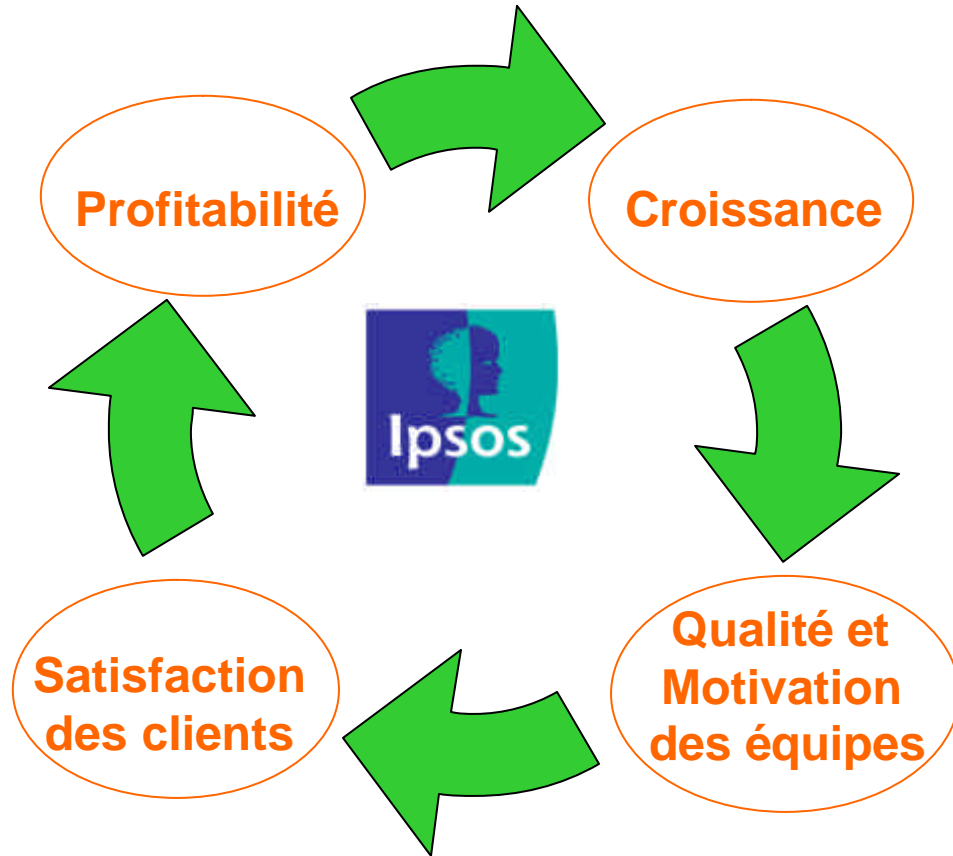 Profitabilité
Croissance
Ipsos
Satisfaction
des clients
Qualité et
Motivation
des équipes